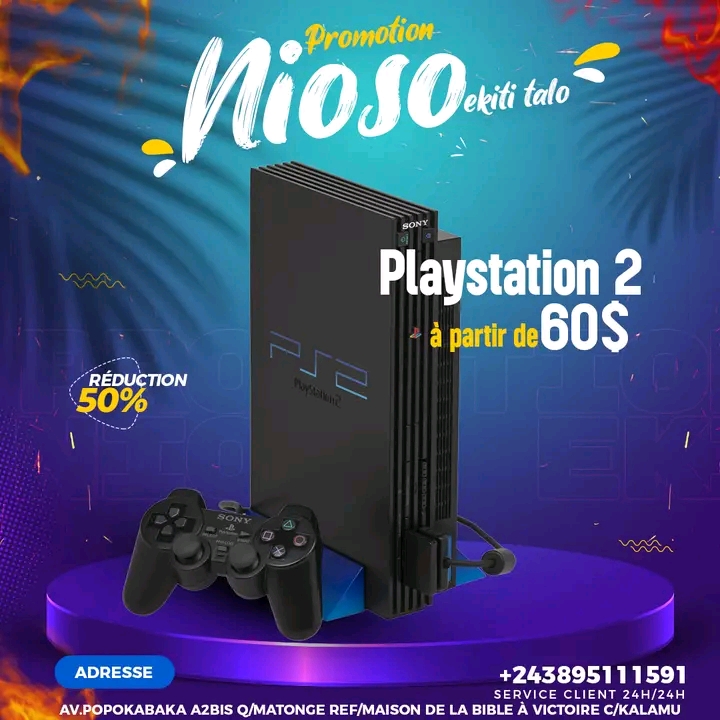 Promotion
Nioso
ekiti talo
SONY
Playstation 2
à partir de 60$
PS2
PlayStation 2
RÉDUCTION
50%
SONY
ADRESSE
+243895111591
SERVICE CLIENT 24H/24H
AV.POPOKABAKA A2BIS Q/MATONGE REF/MAISON DE LA BIBLE À VICTOIRE C/KALAMU